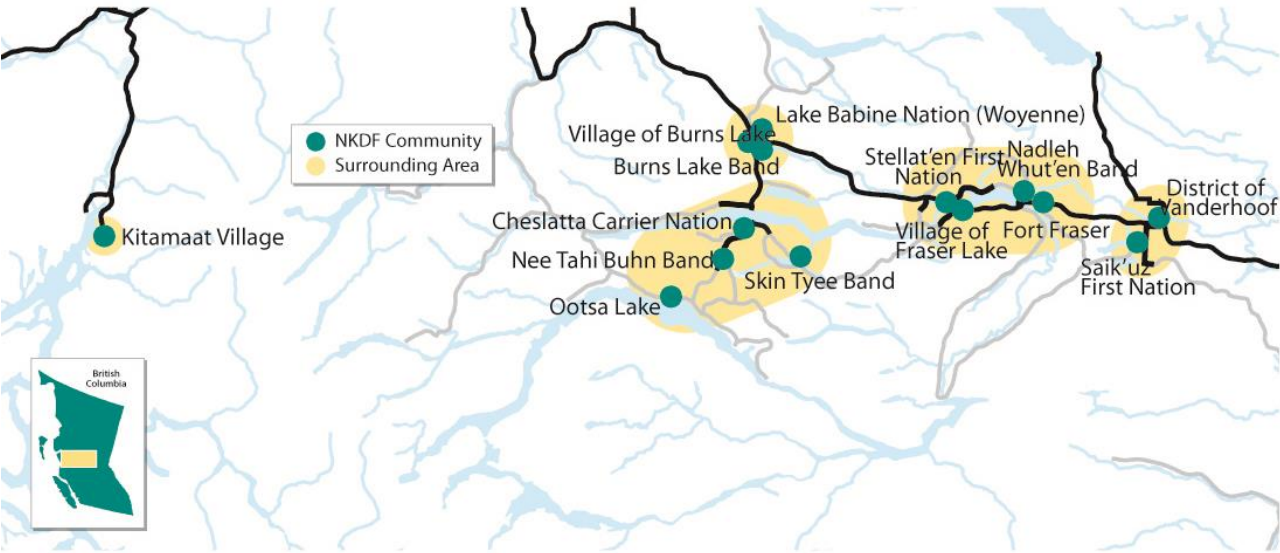 Lake Babine Nation (Woyenne)
Village of Burns Lake
Burns Lake Band
NKDF Community
Surrounding Area
Stellat'en First
Nation
Nadleh
Whut'en Band
District of
Vanderhoof
Cheslatta Carrier Nation
Kitamaat Village
Village of
Fraser Lake
Fort Fraser
Nee Tahi Buhn Band
Skin Tyee Band
Saik'uz
First Nation
Ootsa Lake
British
Columbia